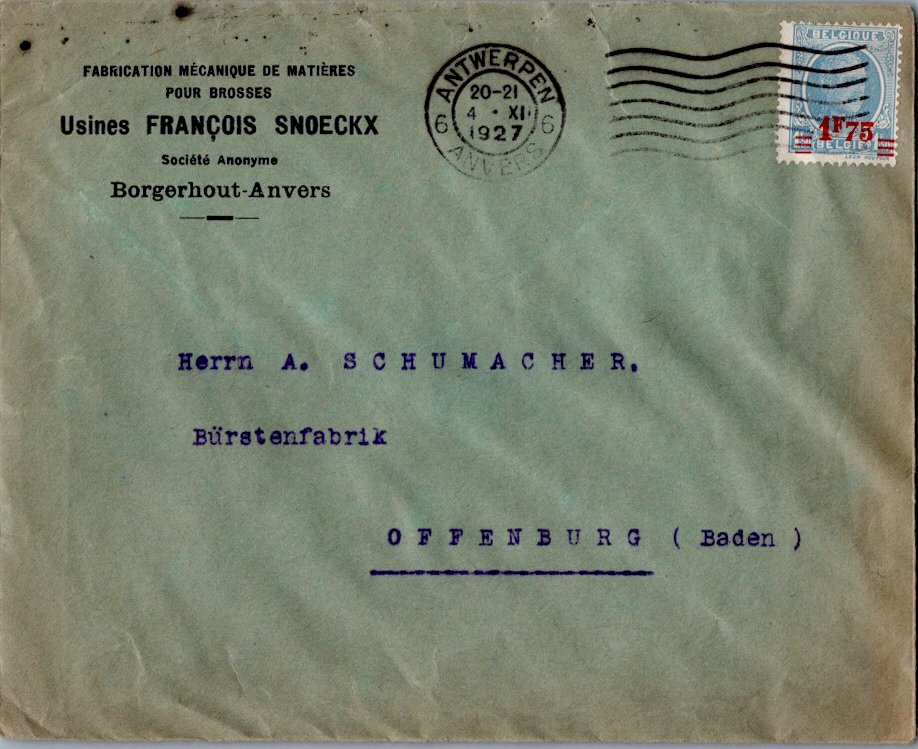 FABRICATION MÉCANIQUE DE MATIÈRES
POUR BROSSES
Usines FRANÇOIS SNOECKX
Société Anonyme
Borgerhout-Anvers
ANTWERPEN
20-21
4 · XI
6 6
1927
ANVERS
BELGIQUE
1F75
BELGIË
Herrn A. SCHUMACHER.
Bürstenfabrik
OFFENBURG ( Baden )